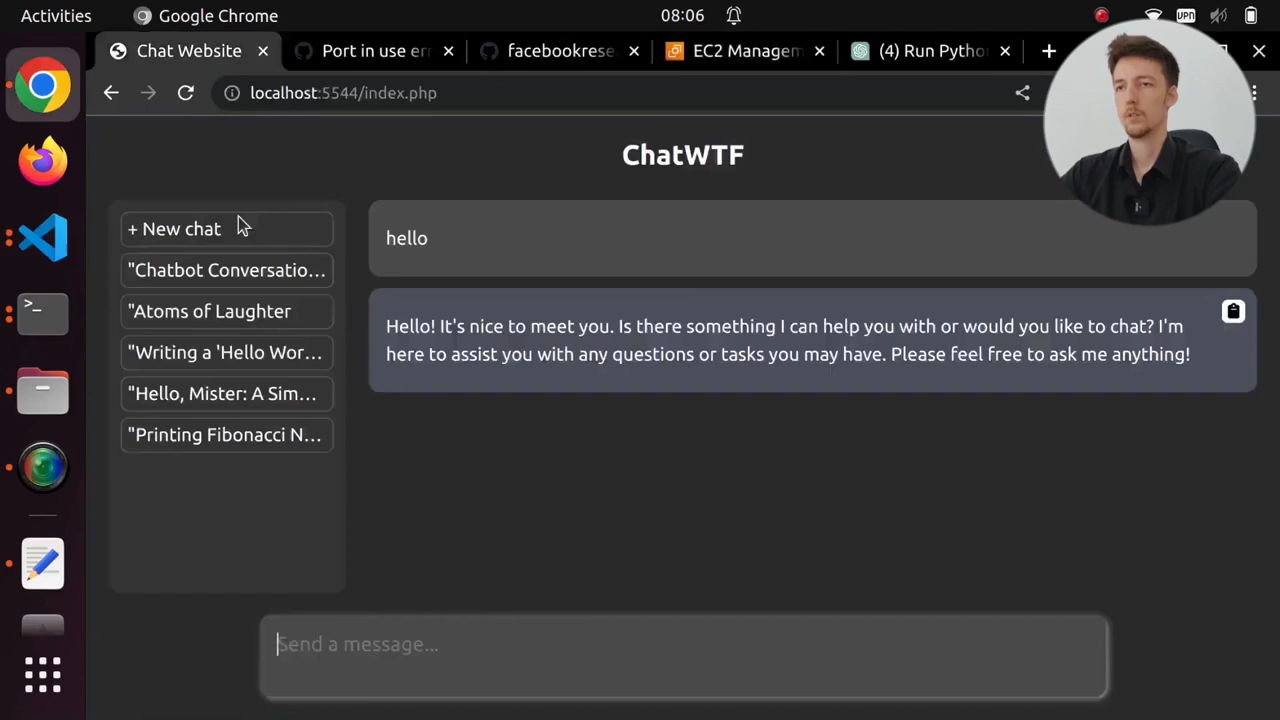 Activities
Google Chrome
08:06
VPN
Chat Website
Port in use err
facebookrese
EC2 Managem
(4) Run Pytho
localhost:5544/index.php
ChatWTF
+ New chat
"Chatbot Conversatio...
"Atoms of Laughter
"Writing a 'Hello Wor...
"Hello, Mister: A Sim...
"Printing Fibonacci N...
hello
Hello! It's nice to meet you. Is there something I can help you with or would you like to chat? I'm
here to assist you with any questions or tasks you may have. Please feel free to ask me anything!
Send a message...